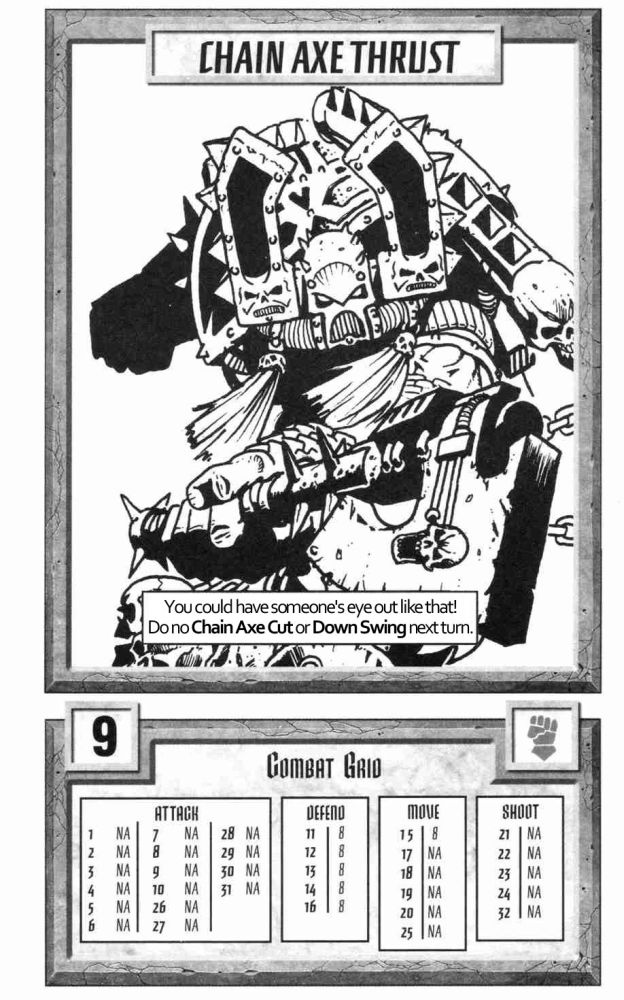 CHAIN AXE THRUST
You could have someone's eye out like that!
Do no Chain Axe Cut or Down Swing next turn.
9
COMBAT GRID
ATTACK
1 NA 7 NA 28 NA
2 NA 8 NA 29 NA
3 NA 9 NA 30 NA
4 NA 10 NA 31 NA
5 NA 26 NA
6 NA 27 NA
DEFEND
11 8
12 8
13 8
14 8
16 8
MOVE
15 8
17 NA
18 NA
19 NA
20 NA
25 NA
SHOOT
21 NA
22 NA
23 NA
24 NA
32 NA